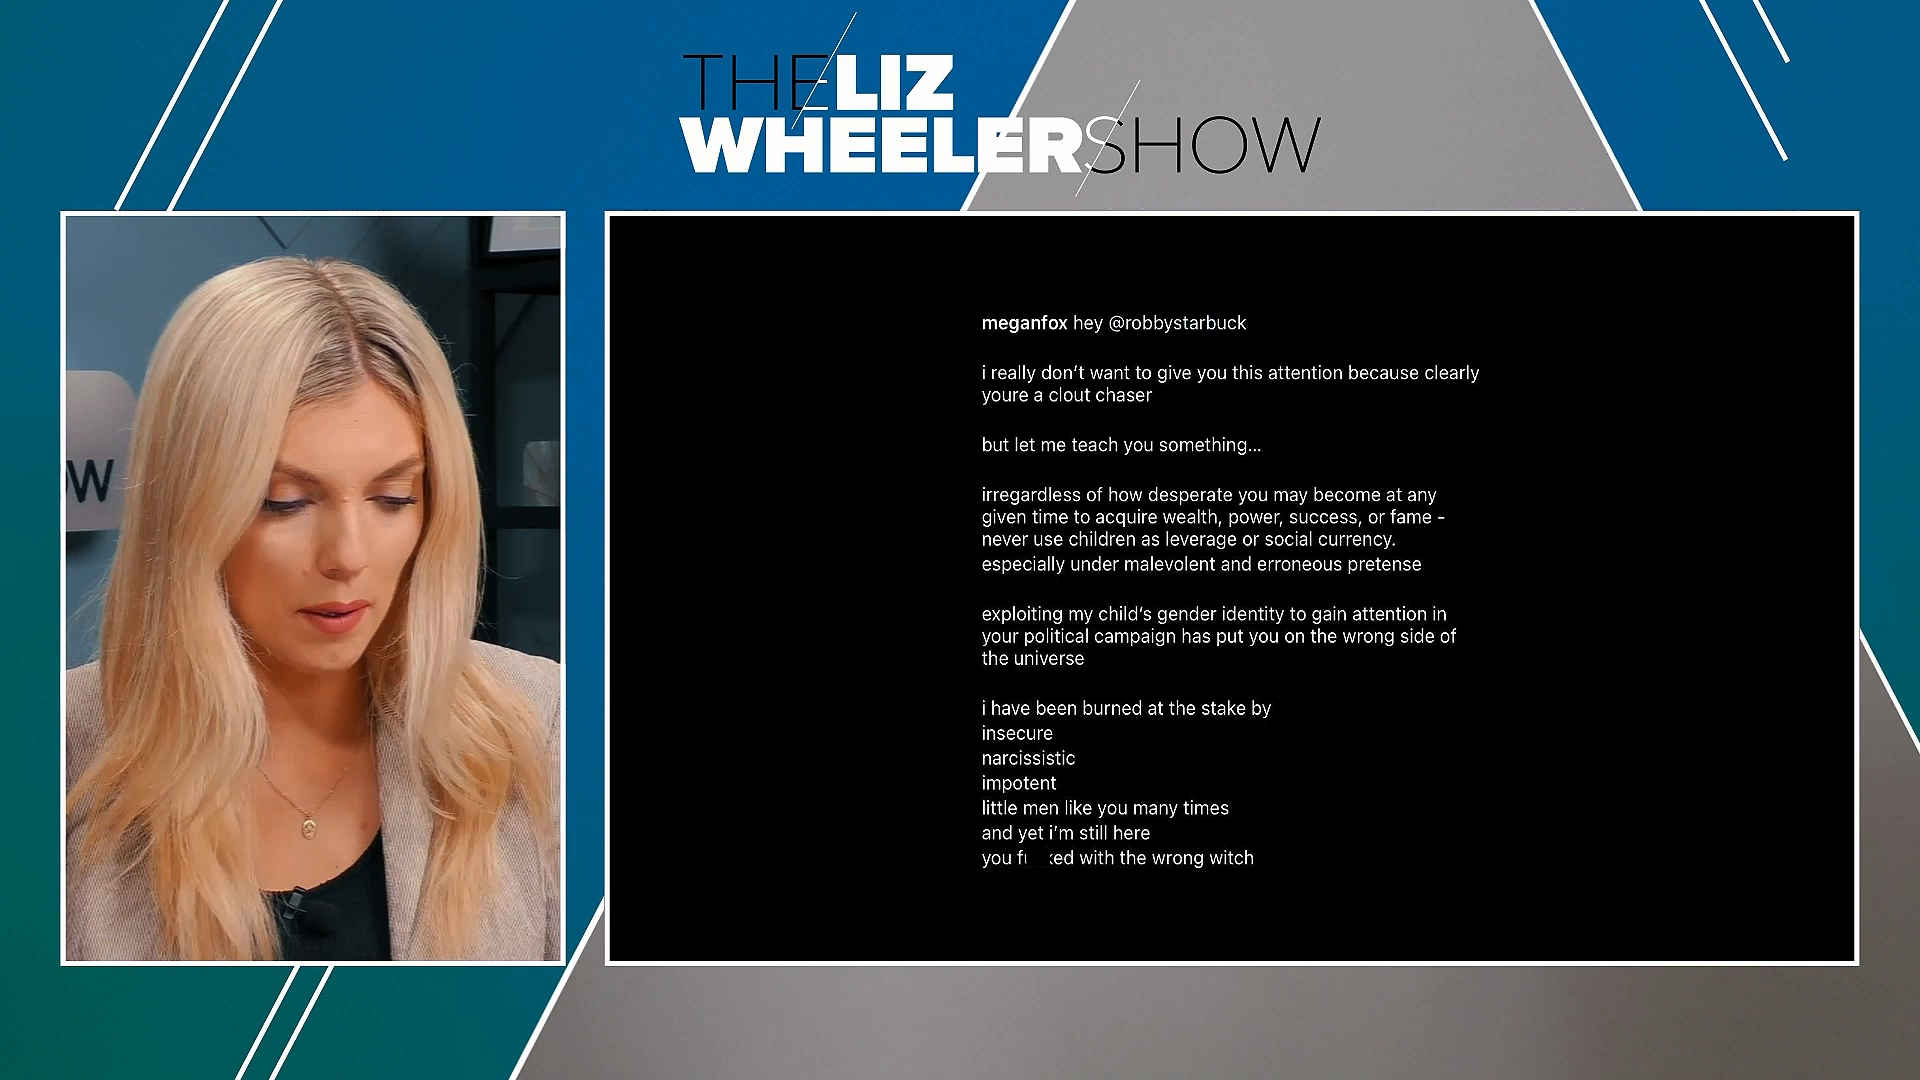 THE LIZ
WHEELER SHOW
OW
meganfox hey @robbystarbuck
i really don't want to give you this attention because clearly
youre a clout chaser
but let me teach you something...
irregardless of how desperate you may become at any
given time to acquire wealth, power, success, or fame -
never use children as leverage or social currency.
especially under malevolent and erroneous pretense
exploiting my child's gender identity to gain attention in
your political campaign has put you on the wrong side of
the universe
i have been burned at the stake by
insecure
narcissistic
impotent
little men like you many times
and yet i'm still here
you fu ked with the wrong witch